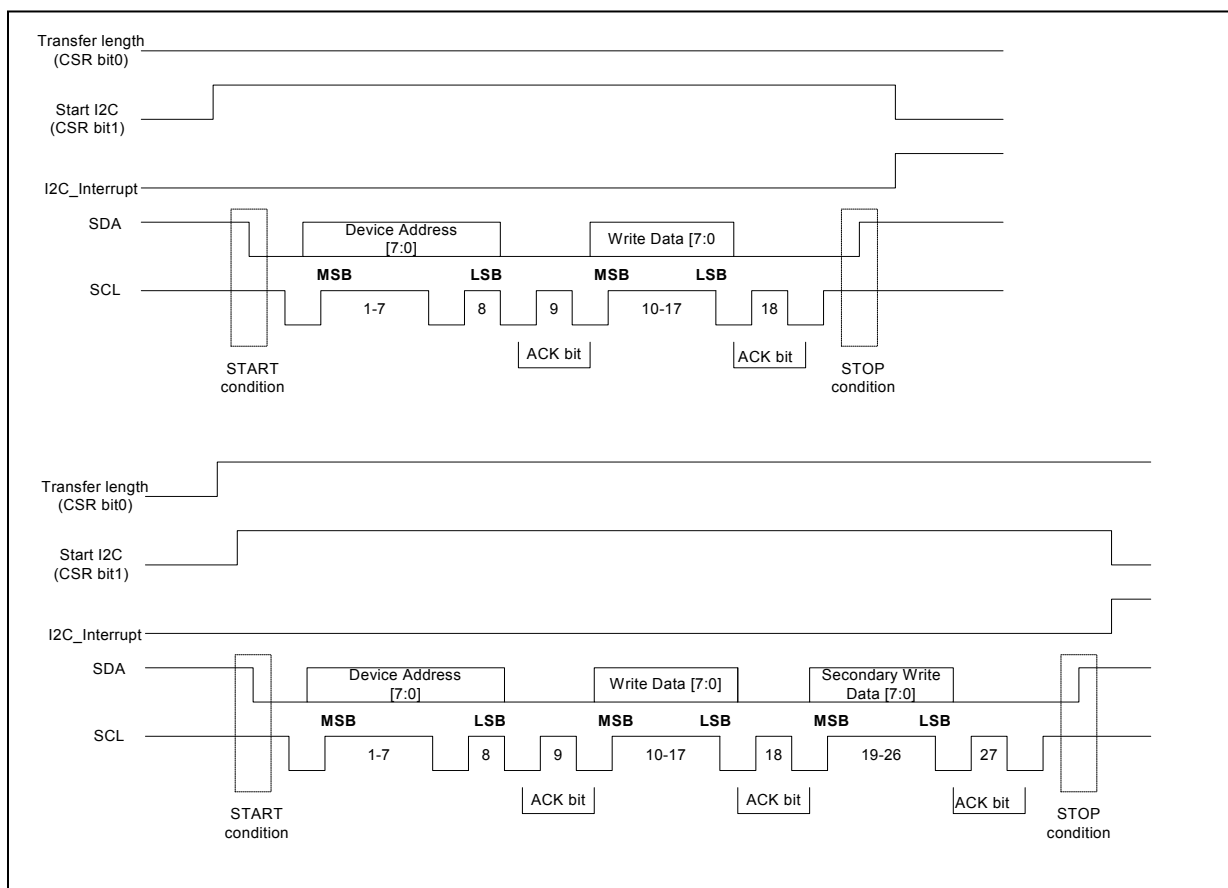 Transfer length
(CSR bit0)
Start I2C
(CSR bit1)
I2C_Interrupt
SDA
Device Address
[7:0]
Write Data [7:0
MSB
LSB
MSB
LSB
SCL
1-7
8
9
10-17
18
ACK bit
ACK bit
START
condition
STOP
condition
Transfer length
(CSR bit0)
Start I2C
(CSR bit1)
I2C_Interrupt
SDA
Device Address
[7:0]
Write Data [7:0]
Secondary Write
Data [7:0]
MSB
LSB
MSB
LSB
MSB
LSB
SCL
1-7
8
9
10-17
18
19-26
27
ACK bit
ACK bit
ACK bit
START
condition
STOP
condition